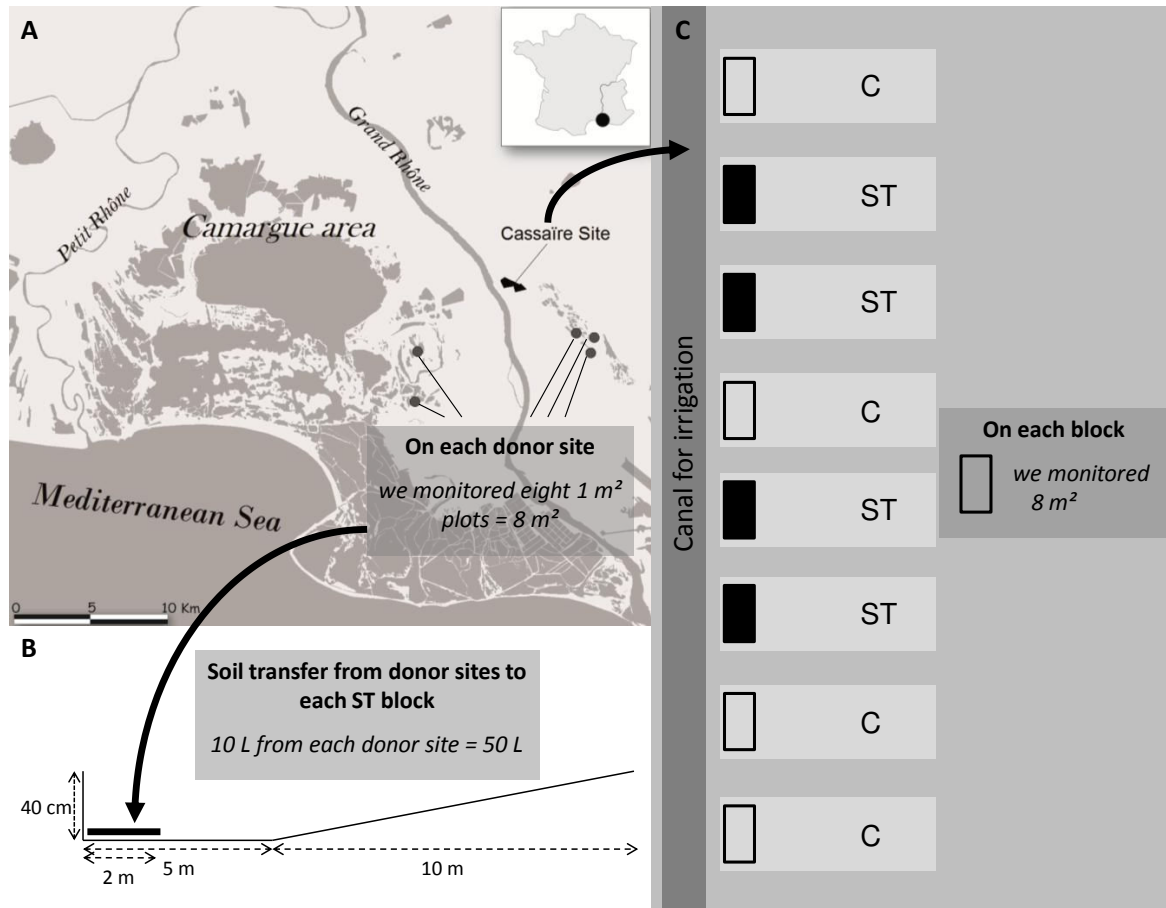 A
Grand Rhône
Petit Rhône
Camargue area
Cassaïre Site
On each donor site
we monitored eight 1 m²
plots = 8 m²
Mediterranean Sea
0 5 10 Km
B
Soil transfer from donor sites to
each ST block
10 L from each donor site = 50 L
40 cm
5 m
2 m
10 m
C
Canal for irrigation
C
ST
ST
C
ST
ST
C
C
On each block
we monitored
8 m²